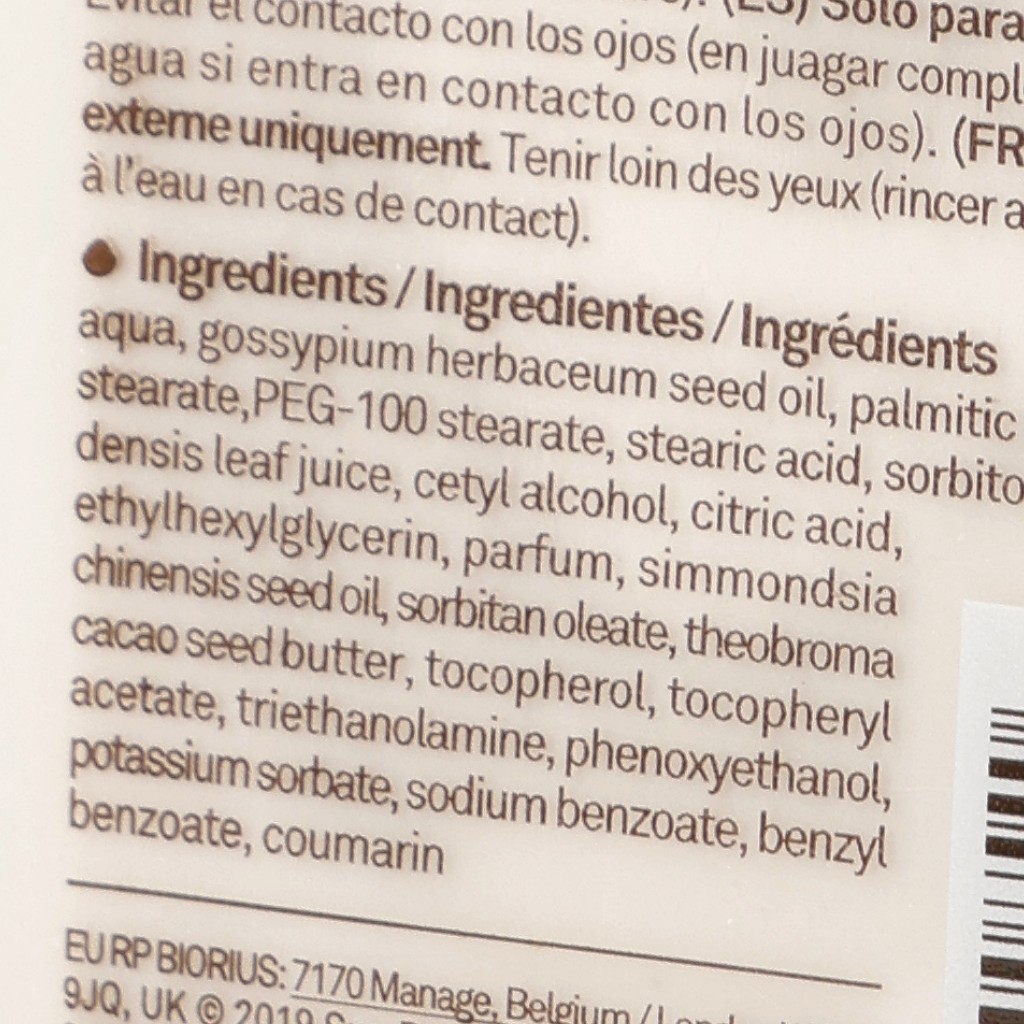 Evitar el contacto con los ojos (en juagar compl
agua si entra en contacto con los ojos). (FR
externe uniquement. Tenir loin des yeux (rincer a
à l'eau en cas de contact).
Ingredients / Ingredientes / Ingrédients
aqua, gossypium herbaceum seed oil, palmitic
stearate,PEG-100 stearate, stearic acid, sorbito
densis leaf juice, cetyl alcohol, citric acid,
ethylhexylglycerin, parfum, simmondsia
chinensis seed oil, sorbitan oleate, theobroma
cacao seed butter, tocopherol, tocopheryl
acetate, triethanolamine, phenoxyethanol,
potassium sorbate, sodium benzoate, benzyl
benzoate, coumarin
EU RP BIORIUS: 7170 Manage, Belgium /
9JQ, UK © 2019